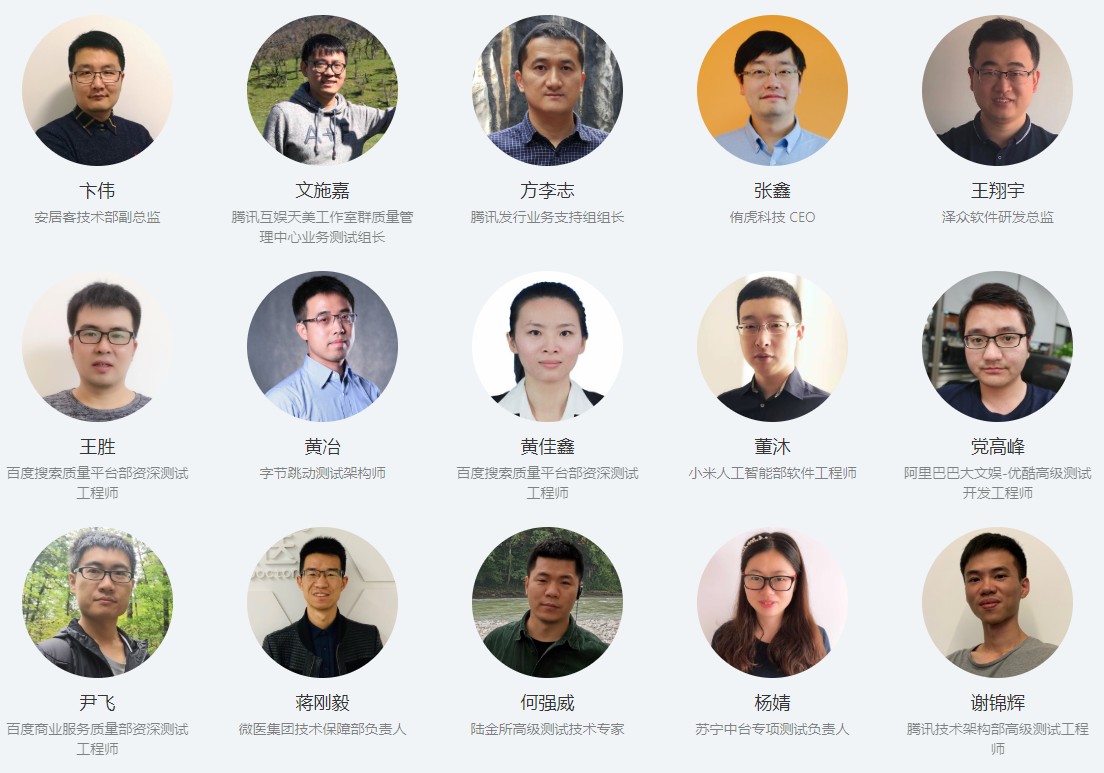 卞伟
文施嘉
方李志
张鑫
王翔宇
安居客技术部副总监
腾讯互娱天美工作室群质量管
理中心业务测试组长
腾讯发行业务支持组组长
侑虎科技 CEO
泽众软件研发总监
王胜
黄冶
黄佳鑫
董沐
党高峰
百度搜索质量平台部资深测试
工程师
字节跳动测试架构师
百度搜索质量平台部资深测试
工程师
小米人工智能部软件工程师
阿里巴巴大文娱-优酷高级测试
开发工程师
DOCTOR
尹飞
蒋刚毅
何强威
杨婧
谢锦辉
百度商业服务质量部资深测试
工程师
微医集团技术保障部负责人
陆金所高级测试技术专家
苏宁中台专项测试负责人
腾讯技术架构部高级测试工程
师